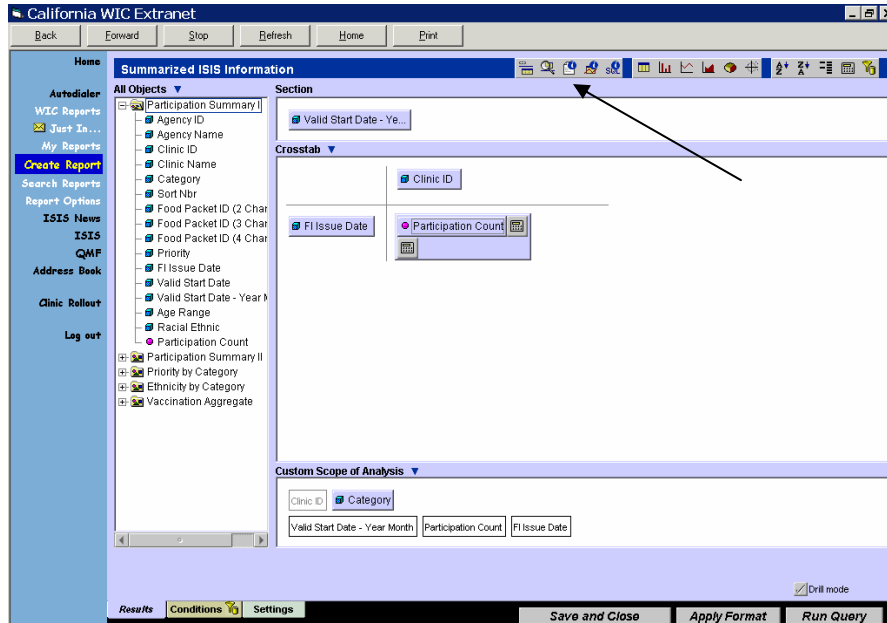 California WIC Extranet
Back Forward Stop Refresh Home Print
Home
Autodialer
WIC Reports
Just In...
My Reports
Create Report
Search Reports
Report Options
ISIS News
ISIS
QMF
Address Book
Clinic Rollout
Log out
Summarized ISIS Information
All Objects
Participation Summary I
Agency ID
Agency Name
Clinic ID
Clinic Name
Category
Sort Nbr
Food Packet ID (2 Char
Food Packet ID (3 Char
Food Packet ID (4 Char
Priority
FI Issue Date
Valid Start Date
Valid Start Date - Year M
Age Range
Racial Ethnic
Participation Count
Participation Summary II
Priority by Category
Ethnicity by Category
Vaccination Aggregate
Section
Valid Start Date - Ye...
Crosstab
Clinic ID
FI Issue Date Participation Count
Custom Scope of Analysis
Clinic ID Category
Valid Start Date - Year Month Participation Count FI Issue Date
Drill mode
Results Conditions Settings
Save and Close Apply Format Run Query